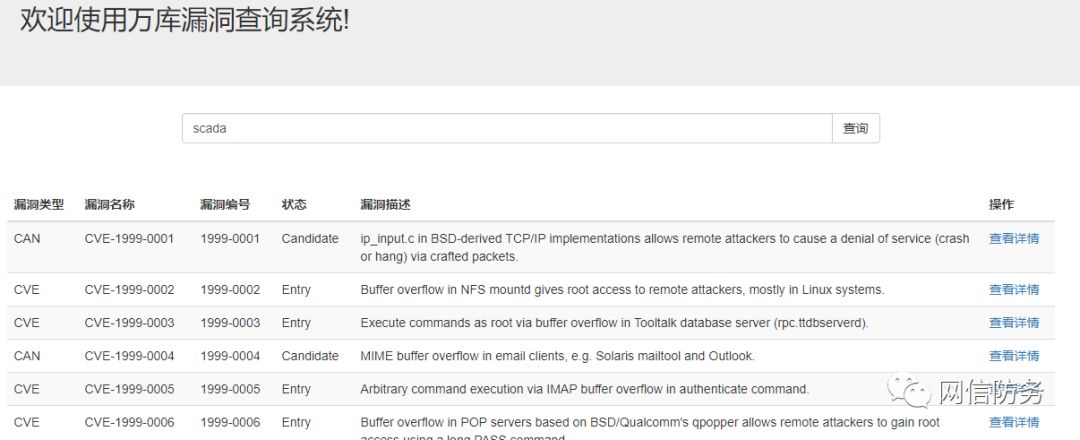 欢迎使用万库漏洞查询系统!
scada 查询
漏洞类型 漏洞名称 漏洞编号 状态 漏洞描述 操作
CAN CVE-1999-0001 1999-0001 Candidate ip_input.c in BSD-derived TCP/IP implementations allows remote attackers to cause a denial of service (crash 查看详情
or hang) via crafted packets.
CVE CVE-1999-0002 1999-0002 Entry Buffer overflow in NFS mountd gives root access to remote attackers, mostly in Linux systems. 查看详情
CVE CVE-1999-0003 1999-0003 Entry Execute commands as root via buffer overflow in Tooltalk database server (rpc.ttdbserverd). 查看详情
CAN CVE-1999-0004 1999-0004 Candidate MIME buffer overflow in email clients, e.g. Solaris mailtool and Outlook. 查看详情
CVE CVE-1999-0005 1999-0005 Entry Arbitrary command execution via IMAP buffer overflow in authenticate command.
网信防务
CVE CVE-1999-0006 1999-0006 Entry Buffer overflow in POP servers based on BSD/Qualcomm's qpopper allows remote attackers to gain root 查看详情
access using a long PASS command.